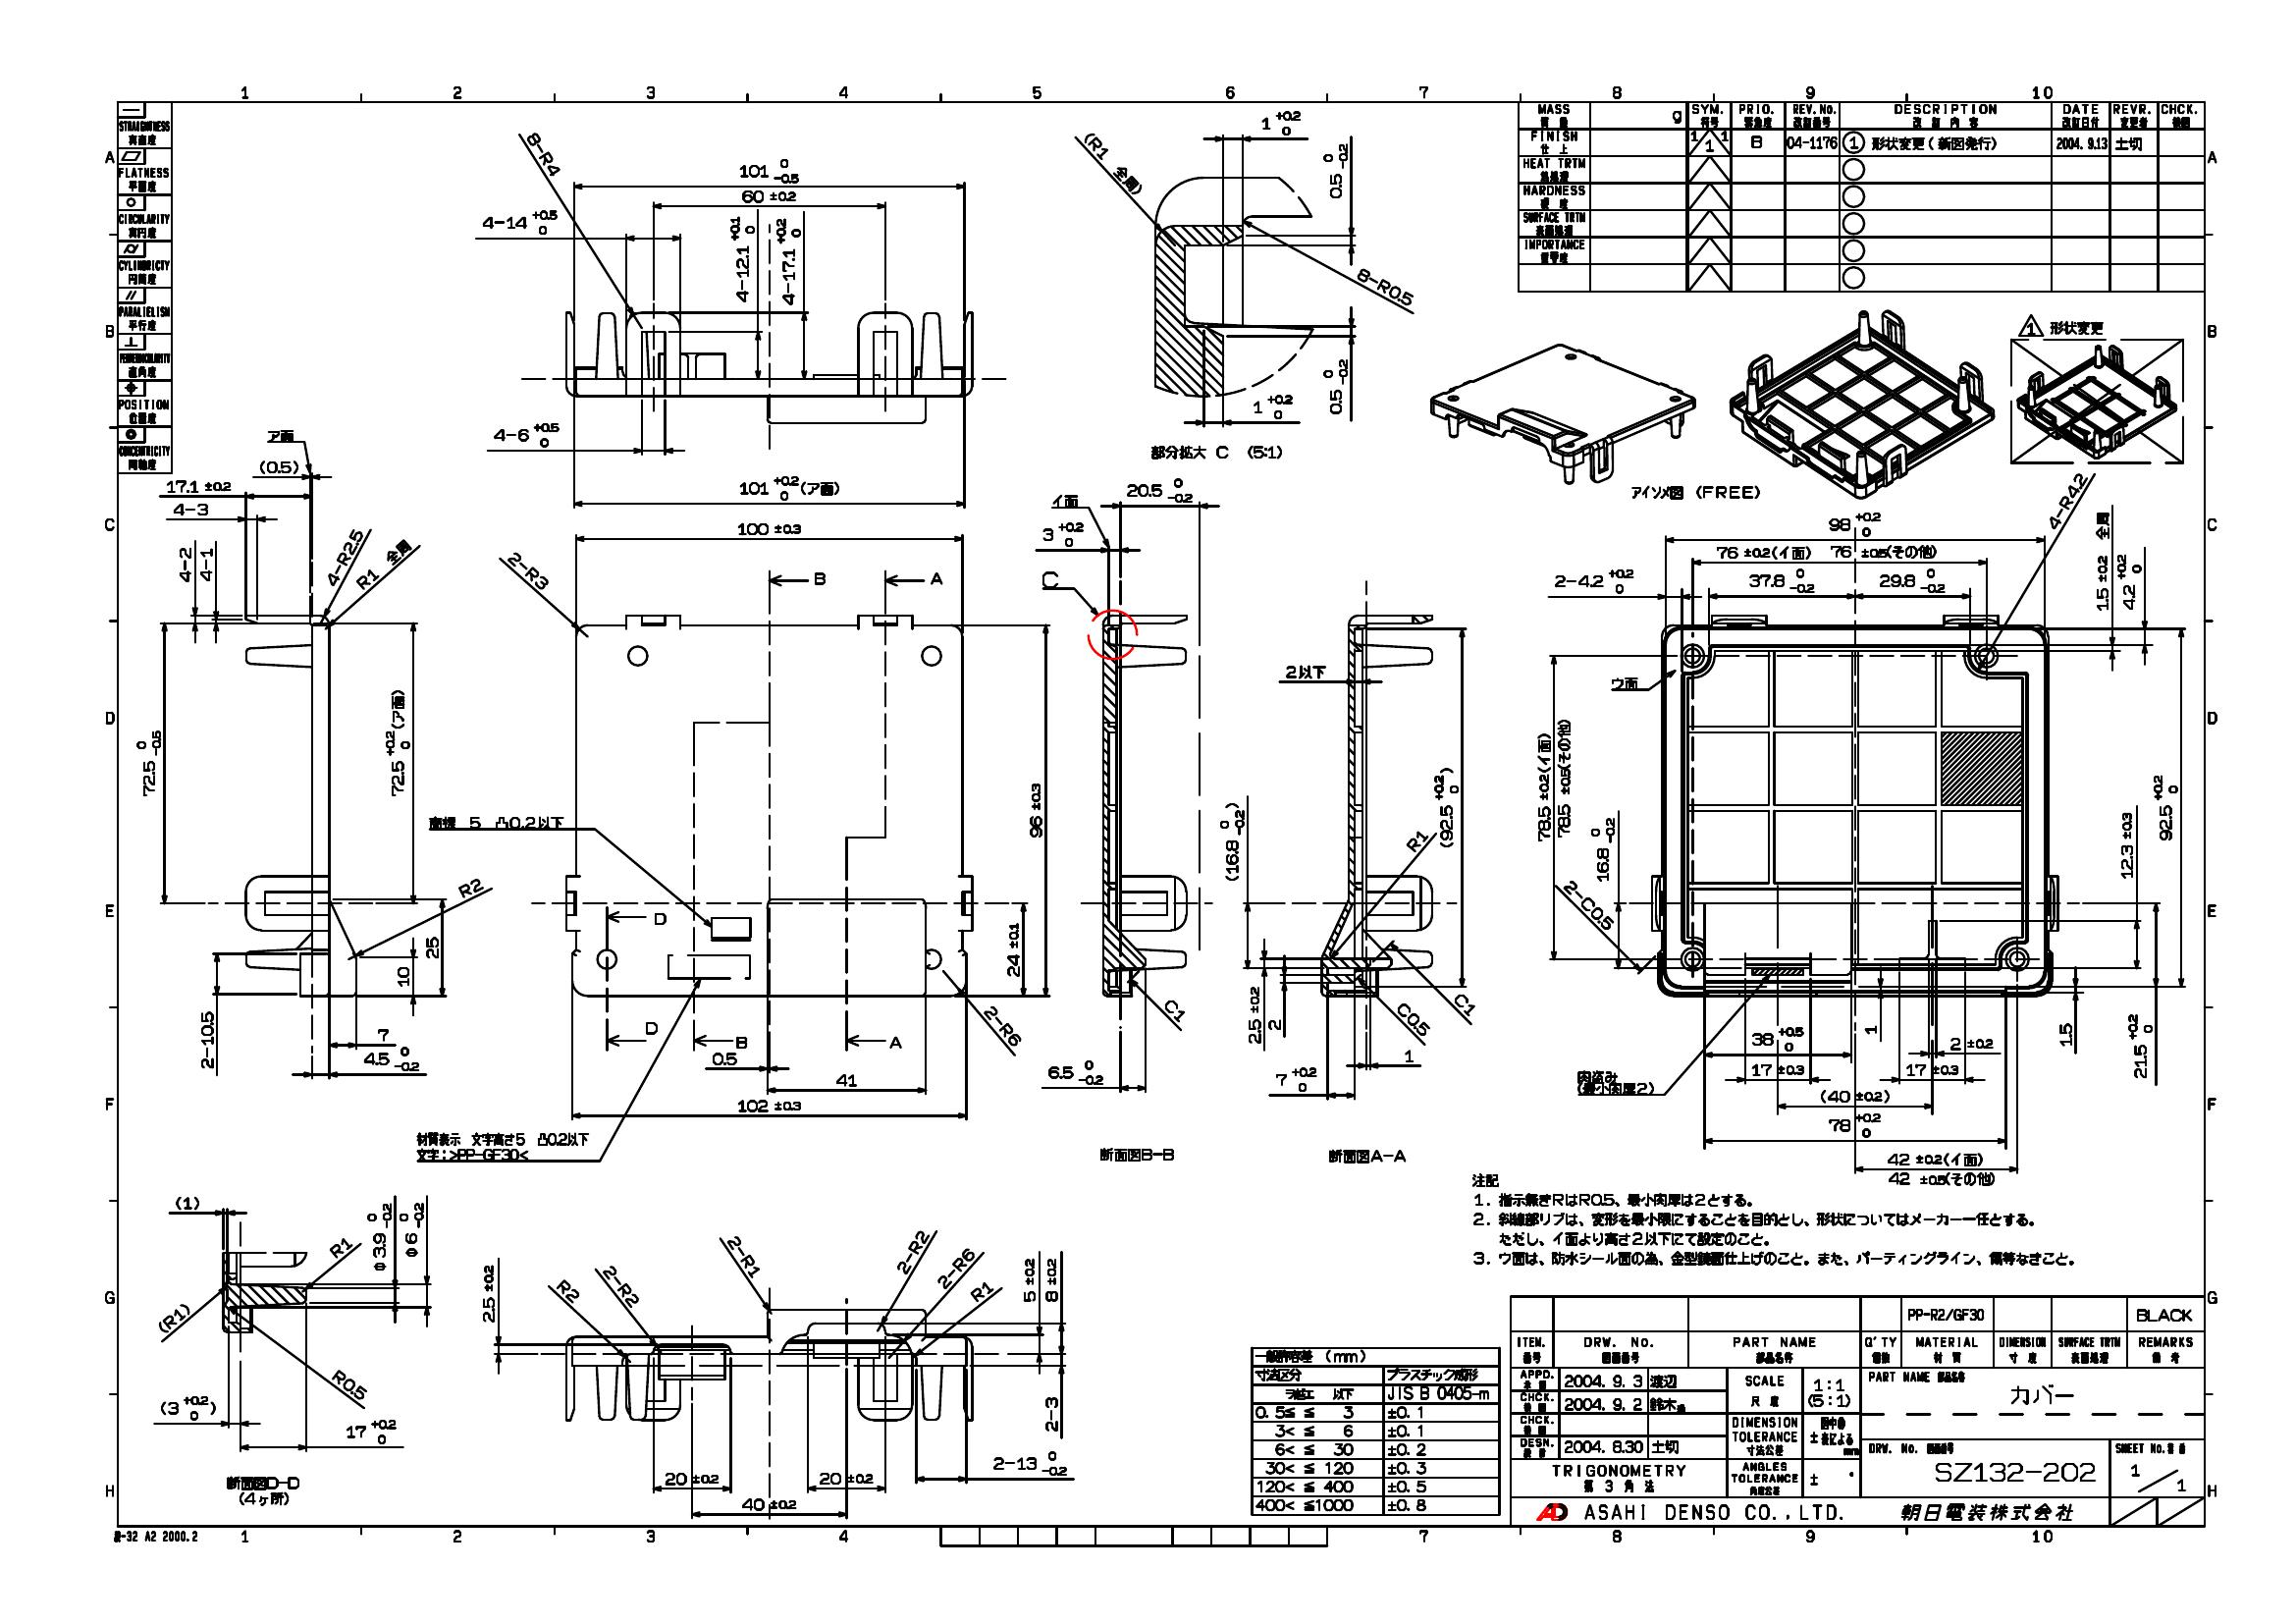 1 2 3 4 5 6 7 8 9 10
A
B
C
D
E
F
G
H
STRAIGHTNESS
真直度
FLATNESS
平面度
CIRCULARITY
真円度
CYLINDRICTY
円筒度
PARALIELISM
平行度
直角度
POSITION
位置度
CONCENTRICITY
同軸度
MASS
質量
g
SYM.
符号
PRIO.
緊急度
REV.No.
改訂番号
DESCRIPTION
改訂内容
DATE
改訂日付
REVR.
変更者
CHCK.
検図
FINISH
仕上
1 1
1
B
04-1176
1 形状変更(新図発行)
2004.9.13
土切
HEAT TRTM
熱処理
HARDNESS
硬度
SURFACE TRTM
表面処理
IMPORTANCE
重要度
8-R4
101 0 -0.5
60 ±0.2
4-14 +0.5 0
4-12.1 +0.1 0
4-17.1 +0.2 0
4-6 +0.5 0
101 +0.2 0 (ア面)
1 +0.2 0
(R1 全周)
0.5 0 -0.2
8-R0.5
0.5 0 -0.2
1 +0.2 0
部分拡大 C (5:1)
アイソメ図 (FREE)
1 形状変更
ア面
(0.5)
17.1 ±0.2
4-3
4-2
4-1
4-R2.5
R1 全周
72.5 0 -0.5
72.5 +0.2 0 (ア面)
R2
25
10
2-10.5
7
4.5 0 -0.2
100 ±0.3
2-R3
B
A
96 ±0.3
商標 5 凸0.2以下
D
24 ±0.1
D
B
A
0.5
41
102 ±0.3
2-R6
材質表示 文字高さ5 凸0.2以下
文字:>PP-GF30<
イ面
20.5 0 -0.2
3 +0.2 0
C
C1
6.5 0 -0.2
断面図B-B
2以下
(16.8 0 -0.2)
(92.5 +0.2 0)
R1
2.5 ±0.2
2
C0.5
C1
7 +0.2 0
1
断面図A-A
98 +0.2 0
4-R4.2
76 ±0.2(イ面) 76 ±0.5(その他)
2-4.2 +0.2 0
37.8 0 -0.2
29.8 0 -0.2
1.5 ±0.2 全周
4.2 +0.2 0
ウ面
78.5 ±0.2(イ面)
78.5 ±0.5(その他)
16.8 0 -0.2
2-C0.5
12.3 ±0.3
92.5 +0.2 0
38 +0.5 0
1
2 ±0.2
1.5
21.5 +0.2 0
17 ±0.3
17 ±0.3
肉盗み
(最小肉厚2)
(40 ±0.2)
78 +0.2 0
42 ±0.2(イ面)
42 ±0.5(その他)
注記
1. 指示無きRはR0.5、最小肉厚は2とする。
2. 斜線部リブは、変形を最小限にすることを目的とし、形状についてはメーカー一任とする。
ただし、イ面より高さ2以下にて設定のこと。
3. ウ面は、防水シール面の為、金型鏡面仕上げのこと。また、パーティングライン、傷等なきこと。
(1)
φ3.9 0 -0.2
φ6 0 -0.2
R1
(R1)
R0.5
(3 +0.2 0)
17 +0.2 0
断面図D-D
(4ヶ所)
2.5 ±0.2
R2
2-R2
2-R1
2-R2
2-R6
R1
5 ±0.2
8 ±0.2
2-3
20 ±0.2
20 ±0.2
40 ±0.2
2-13 0 -0.2
一般許容差 (mm)
寸法区分 プラスチック成形
ヲ越エ 以下 JIS B 0405-m
0.5≦ ≦ 3 ±0.1
3< ≦ 6 ±0.1
6< ≦ 30 ±0.2
30< ≦ 120 ±0.3
120< ≦ 400 ±0.5
400< ≦1000 ±0.8
PP-R2/GF30
BLACK
ITEM.
番号
DRW. No.
図面番号
PART NAME
部品名称
Q'TY
個数
MATERIAL
材質
DIMENSION
寸度
SURFACE TRTM
表面処理
REMARKS
備考
APPD. 2004. 9. 3 渡辺
CHCK. 2004. 9. 2 鈴木
CHCK.
DESN. 2004. 8.30 土切
SCALE
尺度
1:1
(5:1)
DIMENSION
TOLERANCE
寸法公差
±表による
mm
ANGLES
TOLERANCE
角度公差
± °
TRIGONOMETRY
第3角法
PART NAME 部品名称
カバー
DRW. No. 図面番号
SZ132-202
SHEET No.
1/1
AD ASAHI DENSO CO.,LTD. 朝日電装株式会社
-32 A2 2000.2
1 2 3 4 7 8 9 10